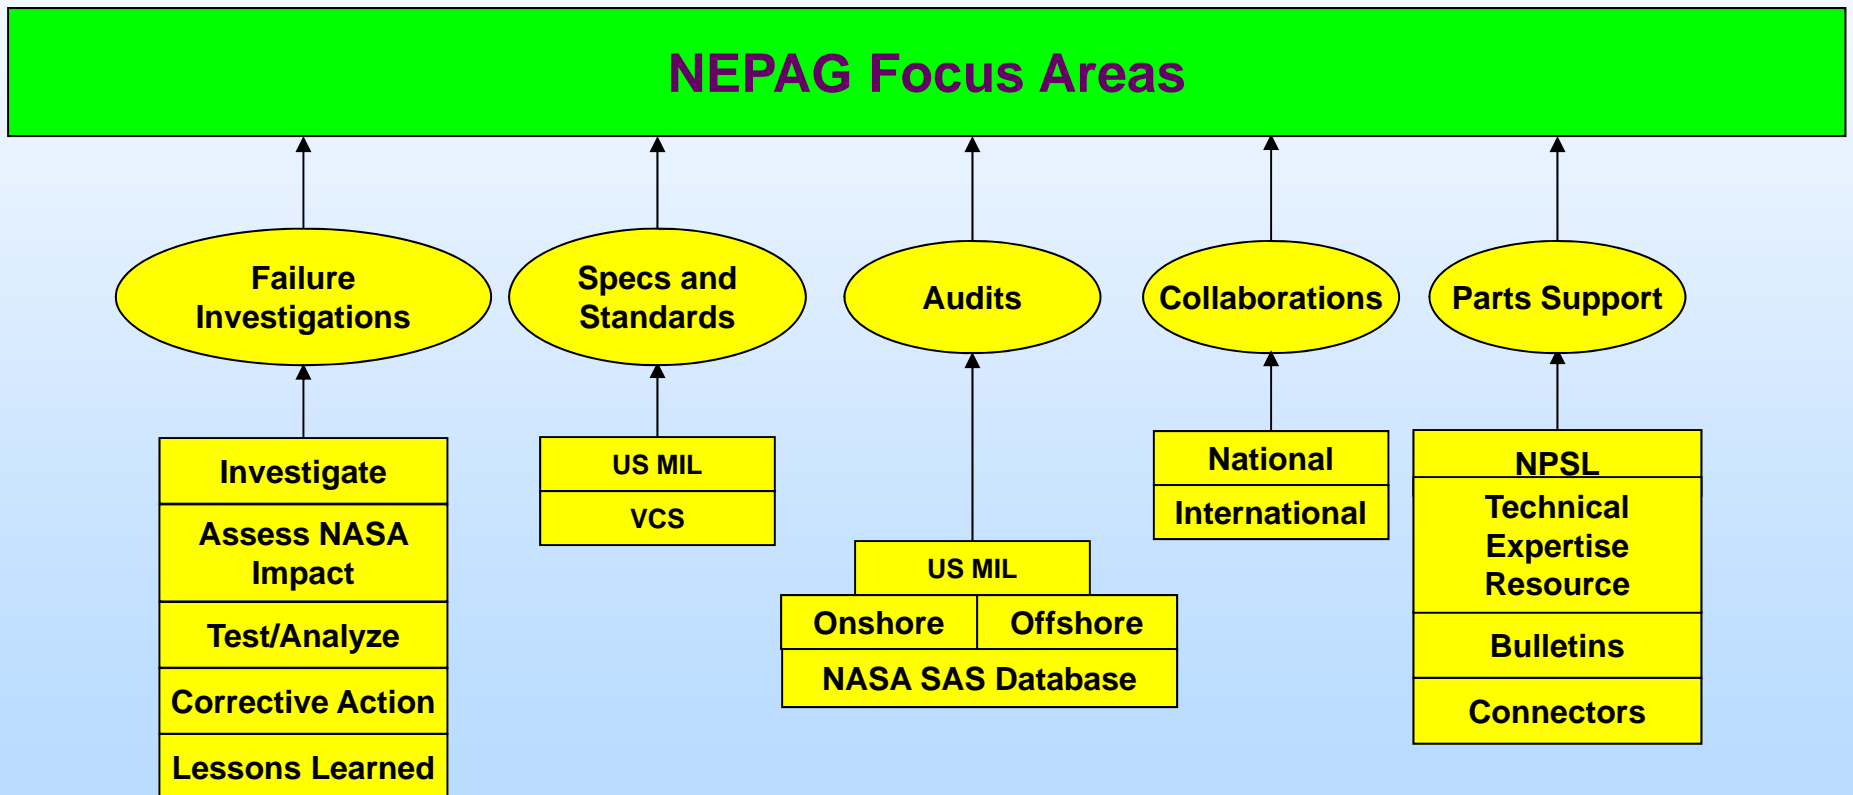 NEPAG Focus Areas
Failure
Investigations
Specs and
Standards
Audits
Collaborations
Parts Support
Investigate
Assess NASA
Impact
Test/Analyze
Corrective Action
Lessons Learned
US MIL
VCS
US MIL
Onshore
Offshore
NASA SAS Database
National
International
NPSL
Technical
Expertise
Resource
Bulletins
Connectors